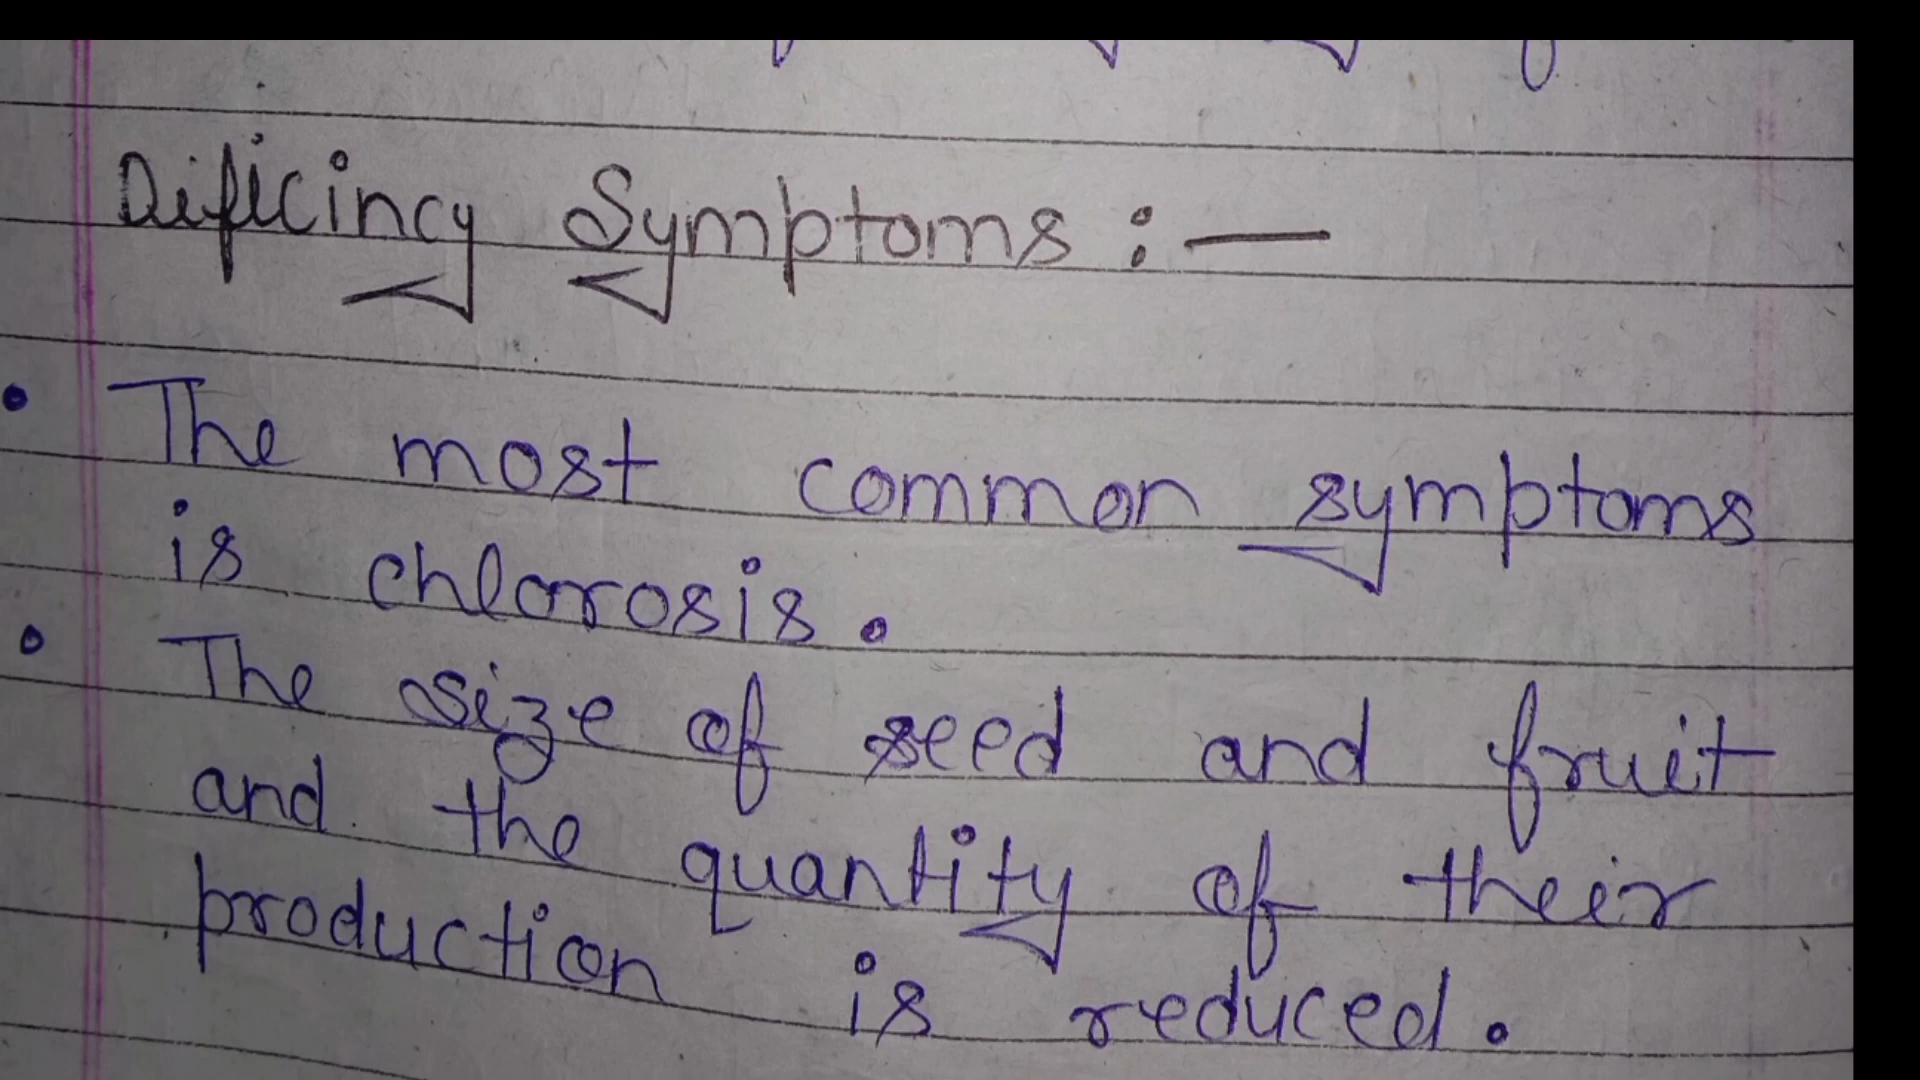 Dificincy Symptoms : —
• The most common symptoms
is chlorosis.
• The size of seed and fruit
and the quantity of their
production is reduced.